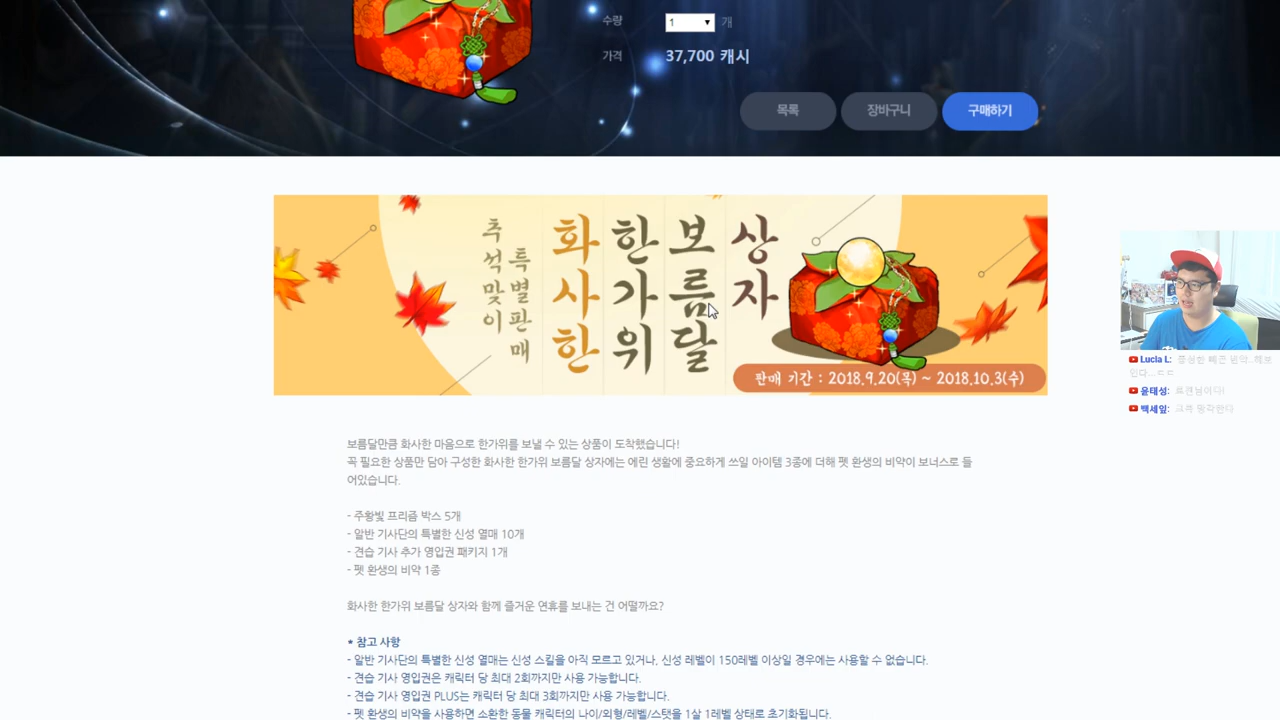 수량 1 개
가격 37,700 캐시
목록 장바구니 구매하기
추석맞이
특별판매
화사한
한가위
보름달
상자
판매 기간 : 2018.9.20(목) ~ 2018.10.3(수)
Lucia L:
윤태성:
백세잎:
보름달만큼 화사한 마음으로 한가위를 보낼 수 있는 상품이 도착했습니다!
꼭 필요한 상품만 담아 구성한 화사한 한가위 보름달 상자에는 에린 생활에 중요하게 쓰일 아이템 3종에 더해 펫 환생의 비약이 보너스로 들
어있습니다.
- 주황빛 프리즘 박스 5개
- 알반 기사단의 특별한 신성 열매 10개
- 견습 기사 추가 영입권 패키지 1개
- 펫 환생의 비약 1종
화사한 한가위 보름달 상자와 함께 즐거운 연휴를 보내는 건 어떨까요?
* 참고 사항
- 알반 기사단의 특별한 신성 열매는 신성 스킬을 아직 모르고 있거나, 신성 레벨이 150레벨 이상일 경우에는 사용할 수 없습니다.
- 견습 기사 영입권은 캐릭터 당 최대 2회까지만 사용 가능합니다.
- 견습 기사 영입권 PLUS는 캐릭터 당 최대 3회까지만 사용 가능합니다.
- 펫 환생의 비약을 사용하면 소환한 동물 캐릭터의 나이/외형/레벨/스탯을 1살 1레벨 상태로 초기화됩니다.